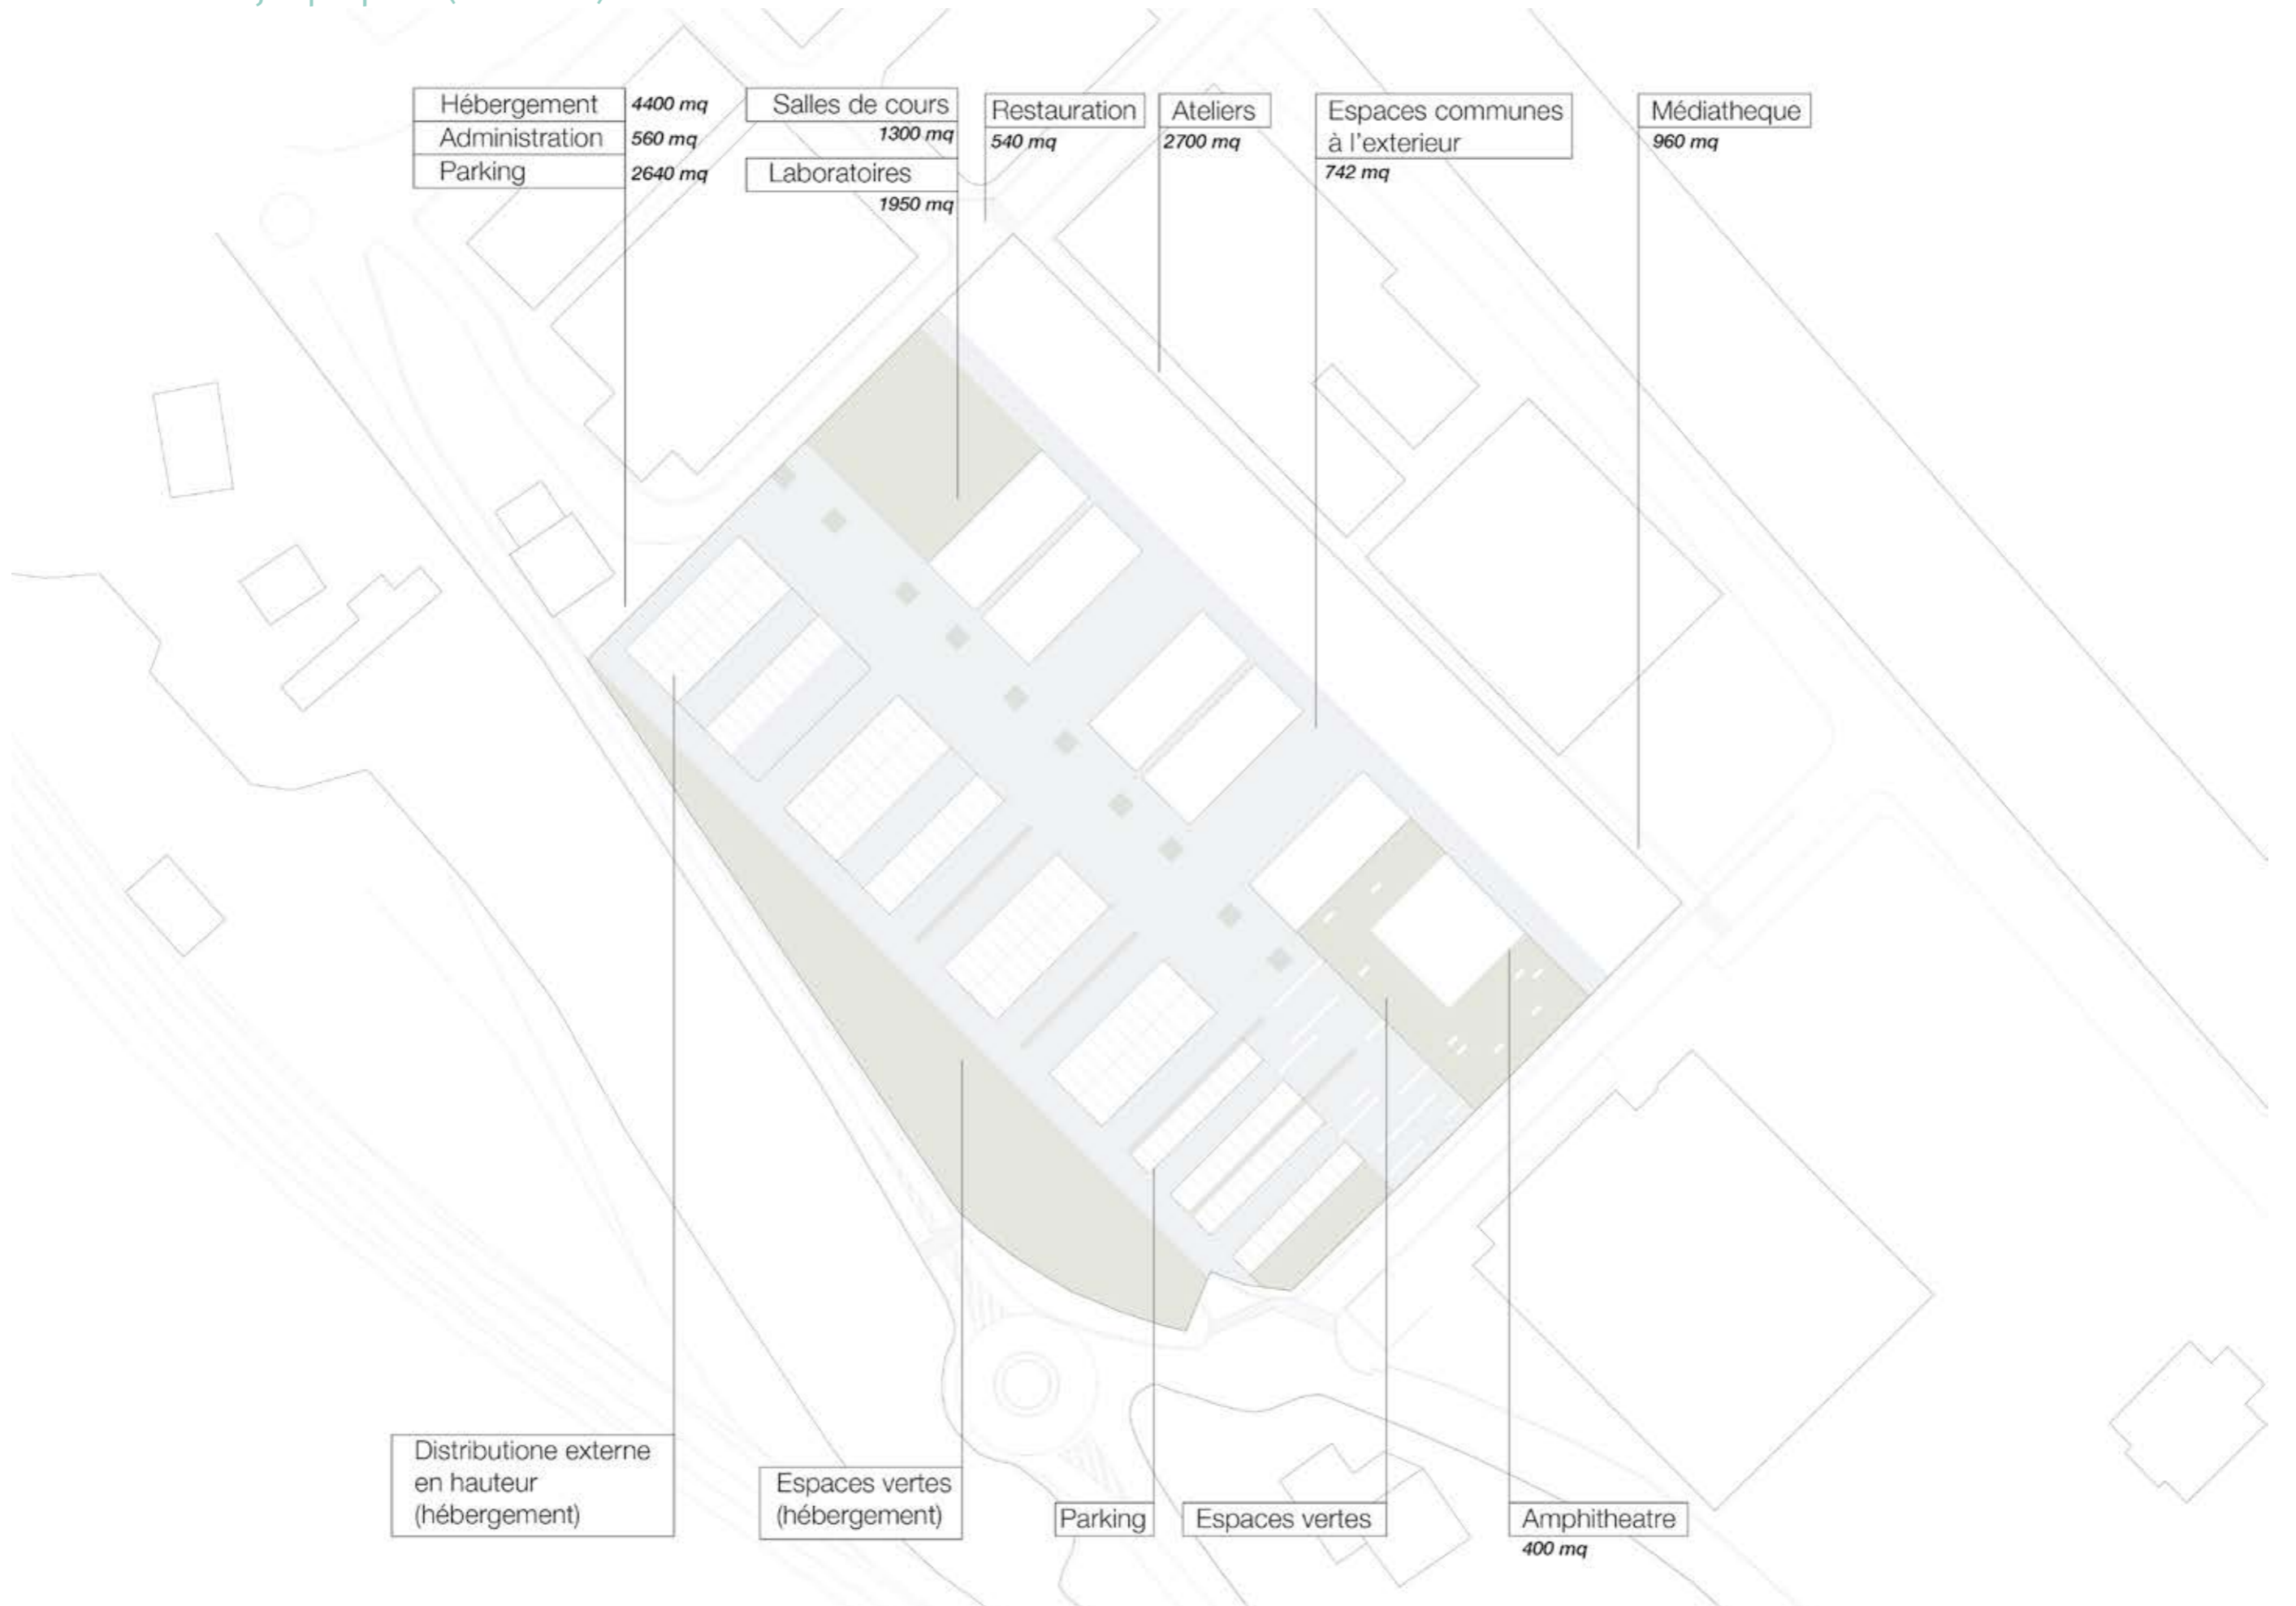 Hébergement 4400 mq
Administration 560 mq
Parking 2640 mq
Salles de cours
1300 mq
Laboratoires
1950 mq
Restauration
540 mq
Ateliers
2700 mq
Espaces communes
à l'exterieur
742 mq
Médiatheque
960 mq
Distributione externe
en hauteur
(hébergement)
Espaces vertes
(hébergement)
Parking
Espaces vertes
Amphitheatre
400 mq